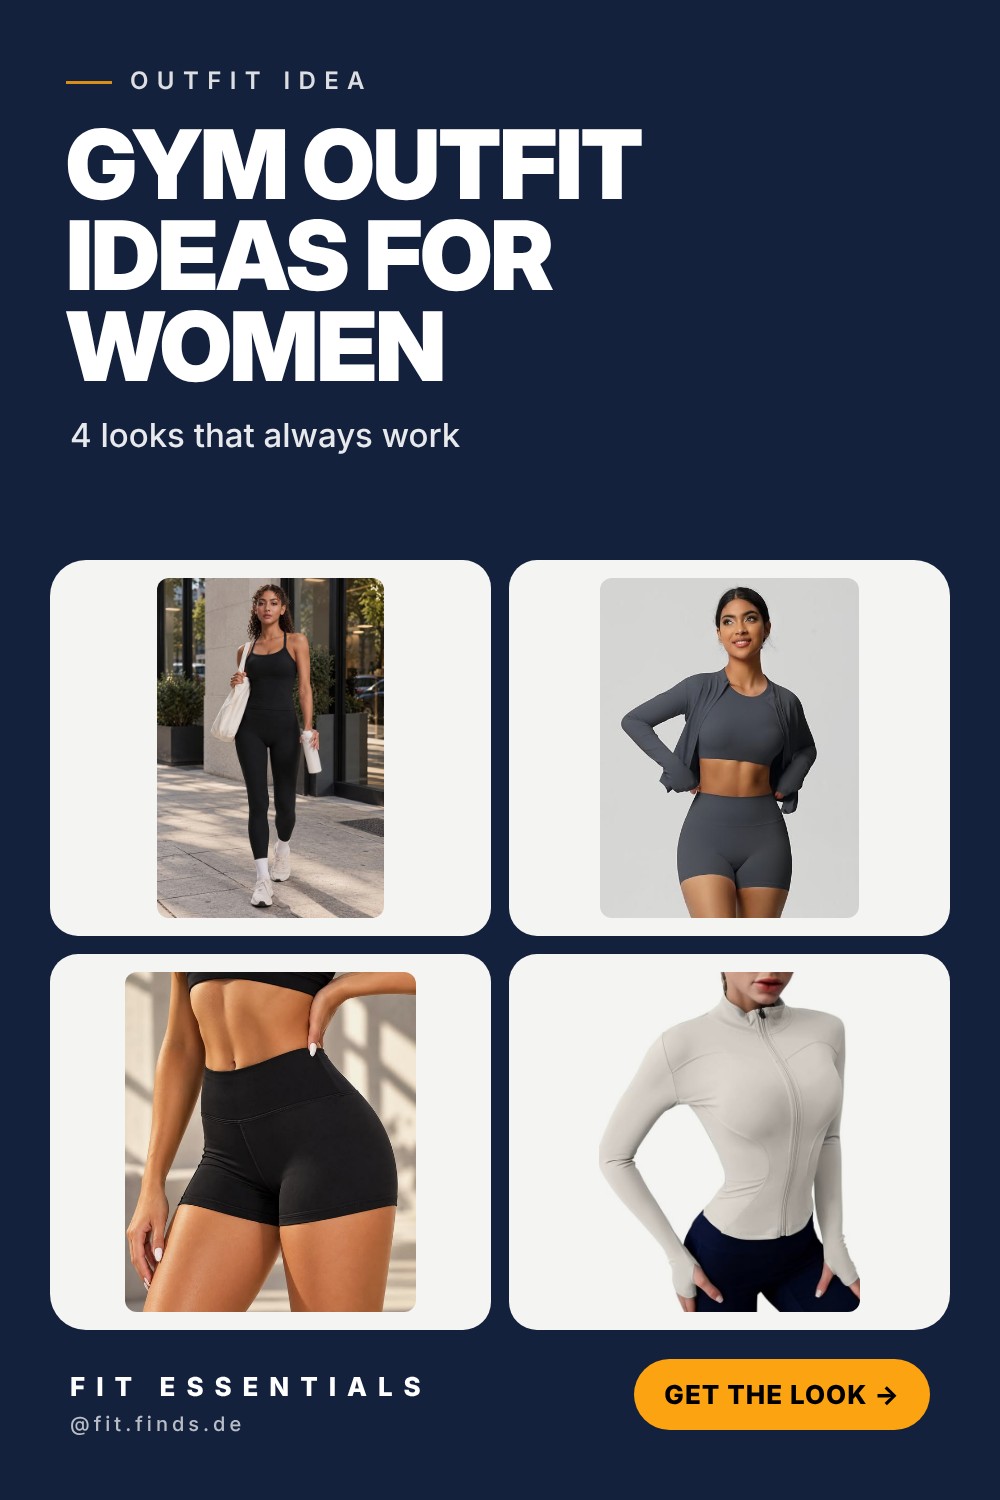 OUTFIT IDEA
GYM OUTFIT
IDEAS FOR
WOMEN
4 looks that always work
FIT ESSENTIALS
@fit.finds.de
GET THE LOOK →